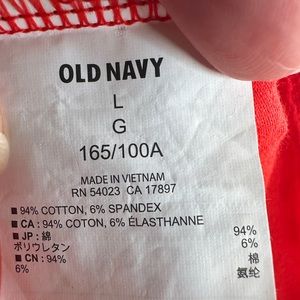 OLD NAVY
L
G
165/100A
MADE IN VIETNAM
RN 54023 CA 17897
■ 94% COTTON, 6% SPANDEX
■ CA : 94% COTON, 6% ÉLASTHANNE
■ JP : 綿 94%
ポリウレタン 6%
■ CN : 94% 棉
6% 氨纶